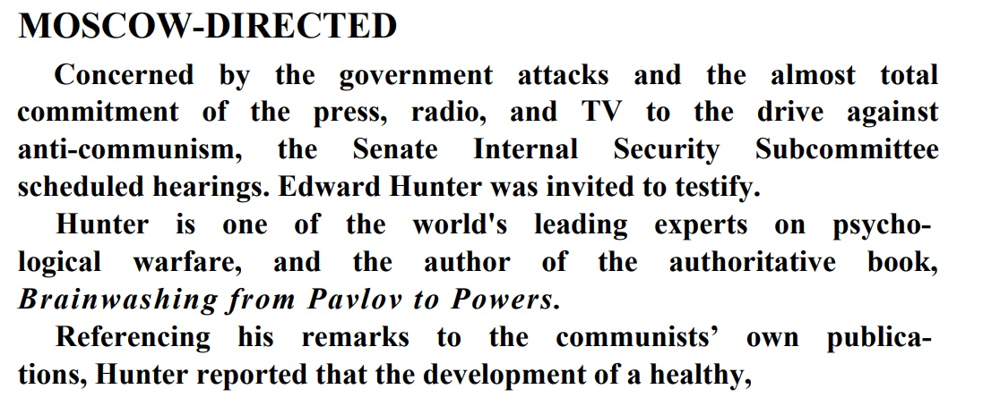 MOSCOW-DIRECTED
Concerned by the government attacks and the almost total
commitment of the press, radio, and TV to the drive against
anti-communism, the Senate Internal Security Subcommittee
scheduled hearings. Edward Hunter was invited to testify.
Hunter is one of the world's leading experts on psycho-
logical warfare, and the author of the authoritative book,
Brainwashing from Pavlov to Powers.
Referencing his remarks to the communists’ own publica-
tions, Hunter reported that the development of a healthy,